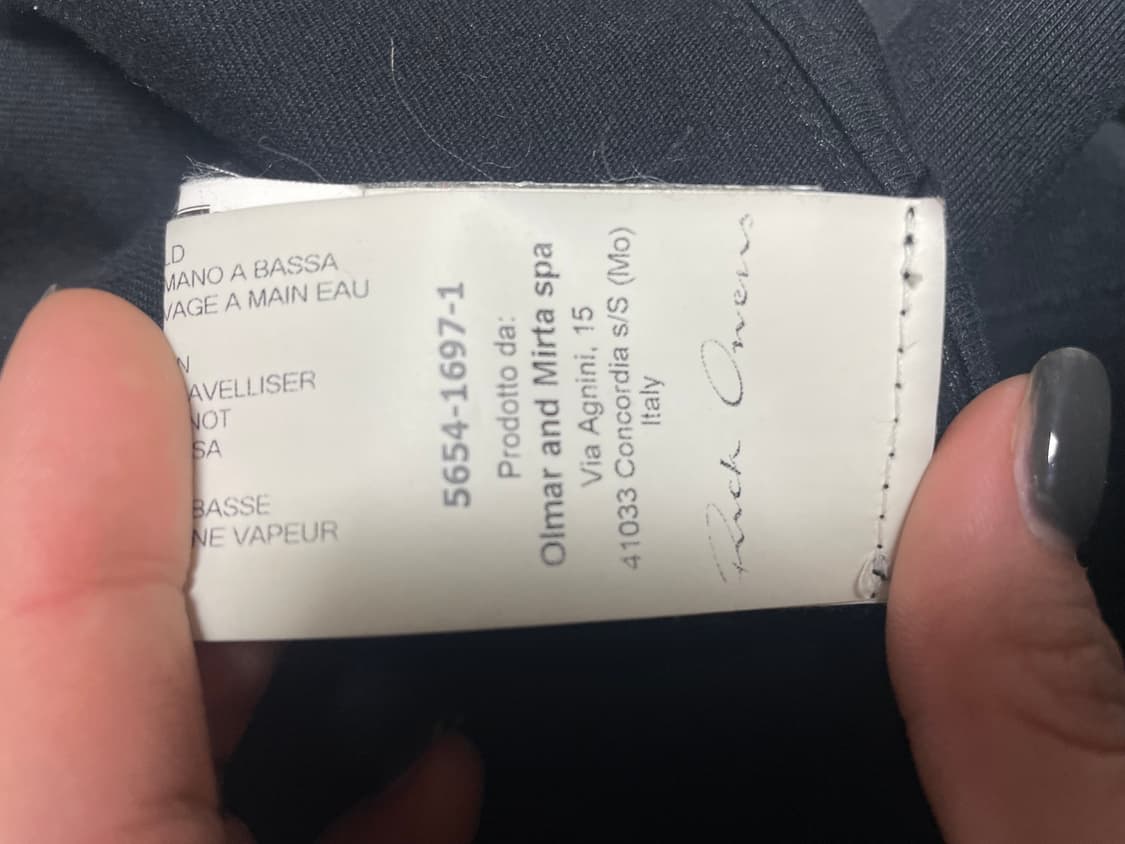 LD
MANO A BASSA
VAGE A MAIN EAU
N
AVELLISER
NOT
SA
BASSE
NE VAPEUR
5654-1697-1
Prodotto da:
Olmar and Mirta spa
Via Agnini, 15
41033 Concordia s/S (Mo)
Italy
Rick Owens